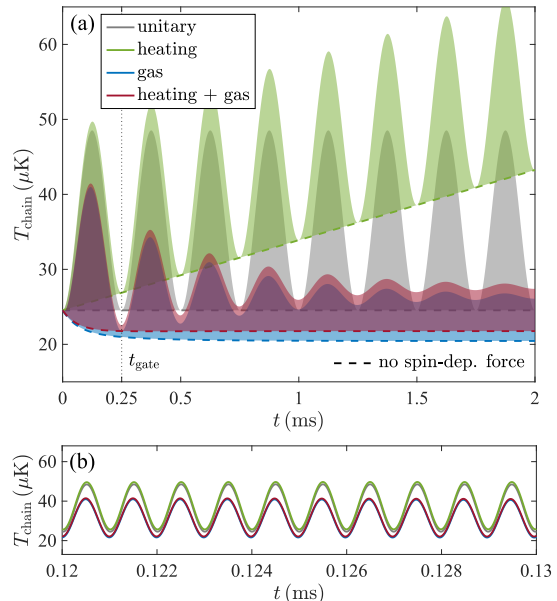 (a)
unitary
heating
gas
heating + gas
T_chain (μK)
60
50
40
30
20
t_gate
no spin-dep. force
0 0.25 0.5 1 1.5 2
t (ms)
(b)
T_chain (μK)
60
40
20
0.12 0.122 0.124 0.126 0.128 0.13
t (ms)